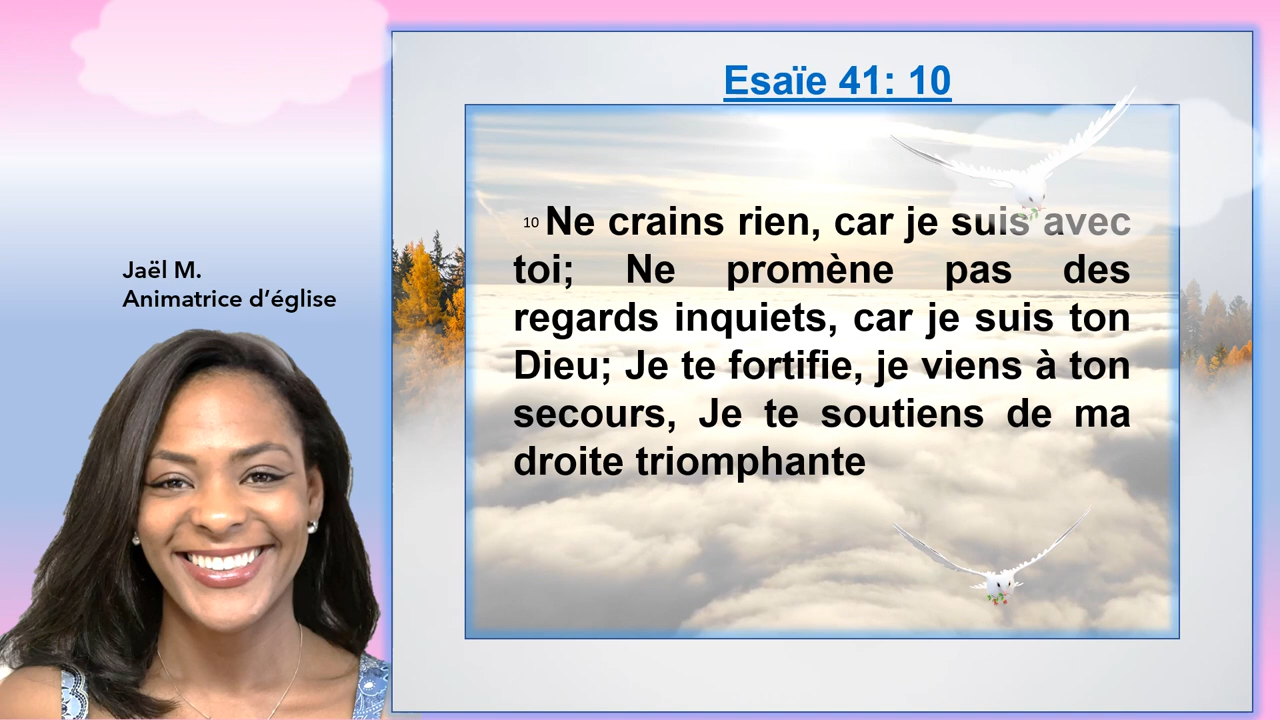 Esaïe 41: 10
10 Ne crains rien, car je suis avec
toi; Ne promène pas des
regards inquiets, car je suis ton
Dieu; Je te fortifie, je viens à ton
secours, Je te soutiens de ma
droite triomphante
Jaël M.
Animatrice d’église